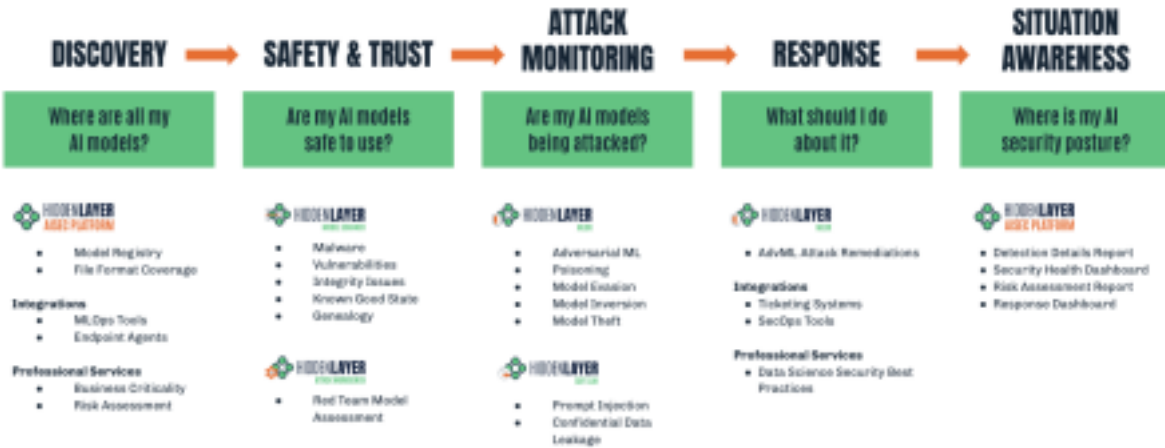 DISCOVERY
Where are all my
AI models?
HIDDENLAYER
AISEC PLATFORM
Model Registry
File Format Coverage
Integrations
MLOps Tools
Endpoint Agents
Professional Services
Business Criticality
Risk Assessment
SAFETY & TRUST
Are my AI models
safe to use?
HIDDENLAYER
Malware
Vulnerabilities
Integrity Issues
Known Good State
Genealogy
HIDDENLAYER
Red Team Model
Assessment
ATTACK
MONITORING
Are my AI models
being attacked?
HIDDENLAYER
Adversarial ML
Poisoning
Model Evasion
Model Inversion
Model Theft
HIDDENLAYER
Prompt Injection
Confidential Data
Leakage
RESPONSE
What should I do
about it?
HIDDENLAYER
AdvML Attack Remediations
Integrations
Ticketing Systems
SecOps Tools
Professional Services
Data Science Security Best
Practices
SITUATION
AWARENESS
Where is my AI
security posture?
HIDDENLAYER
AISEC PLATFORM
Detection Details Report
Security Health Dashboard
Risk Assessment Report
Response Dashboard